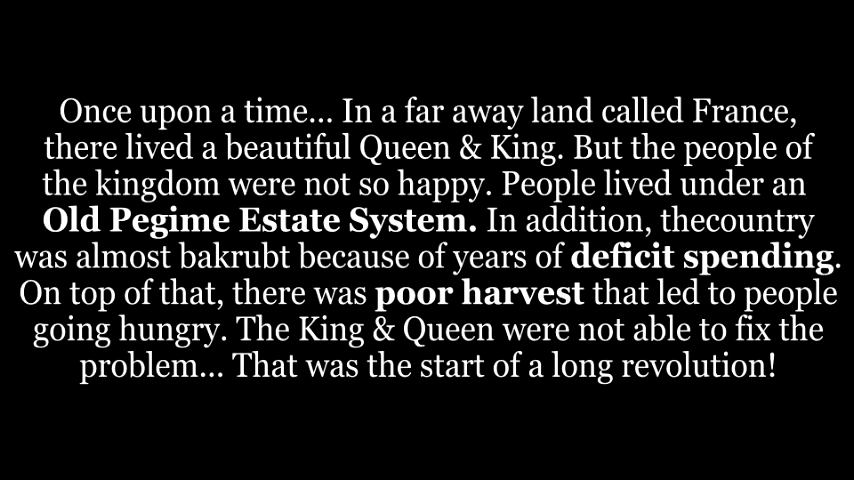 Once upon a time... In a far away land called France,
there lived a beautiful Queen & King. But the people of
the kingdom were not so happy. People lived under an
Old Pegime Estate System. In addition, thecountry
was almost bakrubt because of years of deficit spending.
On top of that, there was poor harvest that led to people
going hungry. The King & Queen were not able to fix the
problem... That was the start of a long revolution!